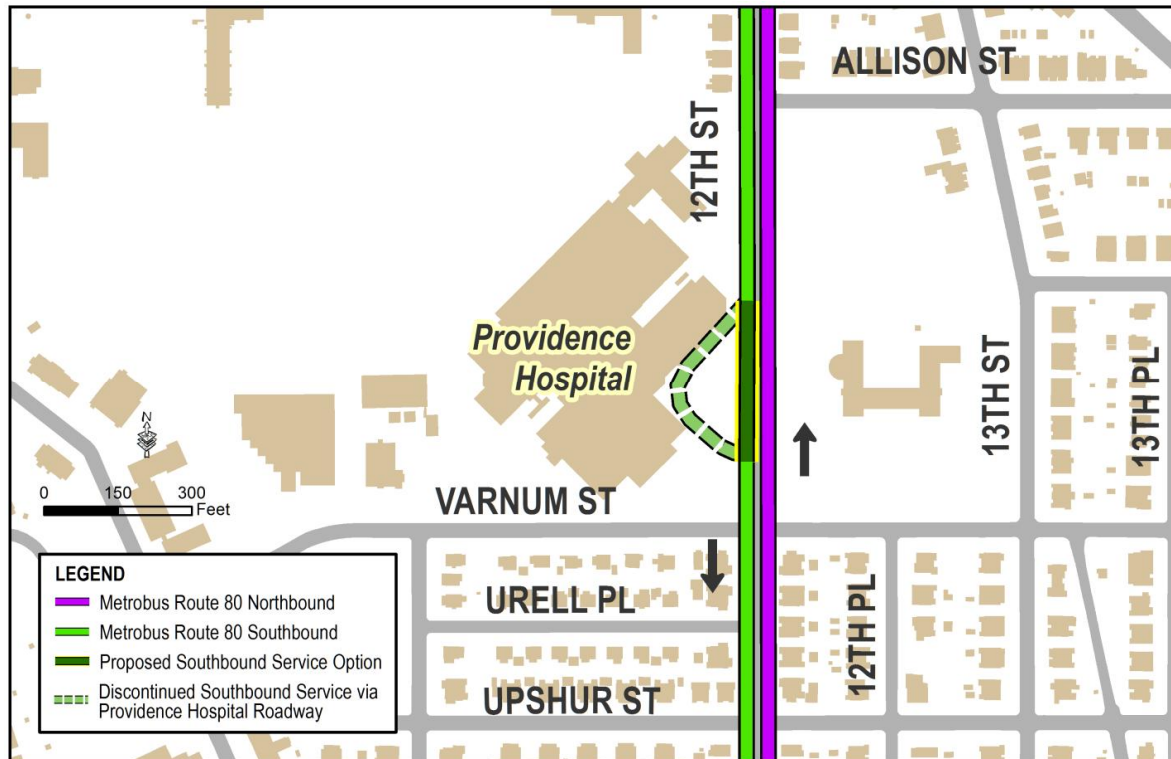 ALLISON ST
12TH ST
Providence
Hospital
13TH ST
13TH PL
N
0 150 300
Feet
VARNUM ST
URELL PL
12TH PL
UPSHUR ST
LEGEND
Metrobus Route 80 Northbound
Metrobus Route 80 Southbound
Proposed Southbound Service Option
Discontinued Southbound Service via
Providence Hospital Roadway